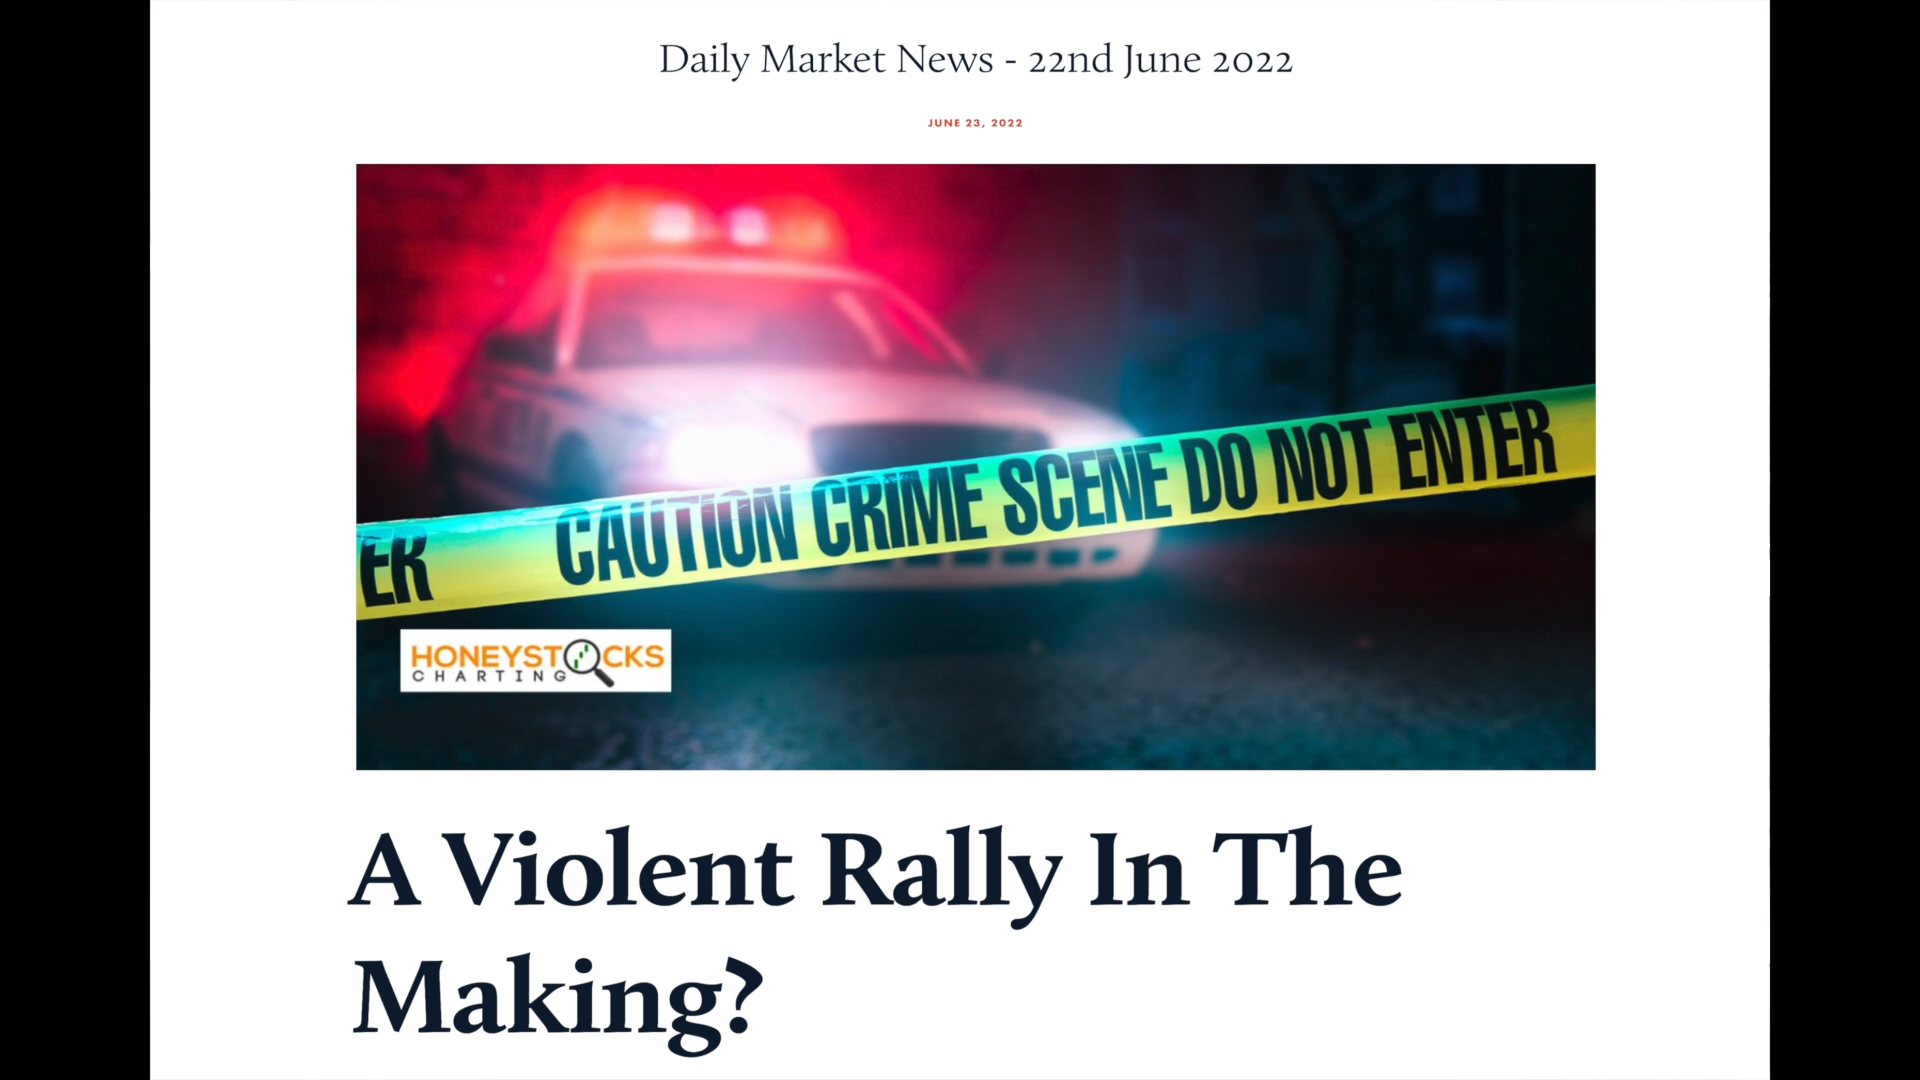 Daily Market News - 22nd June 2022
JUNE 23, 2022
ER CAUTION CRIME SCENE DO NOT ENTER
HONEYSTOCKS
CHARTING
A Violent Rally In The
Making?